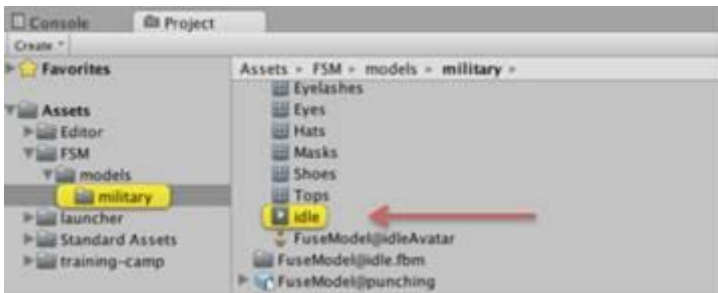 Console Project
Create
Favorites
Assets
Editor
FSM
models
military
launcher
Standard Assets
training-camp
Assets ▸ FSM ▸ models ▸ military ▸
Eyelashes
Eyes
Hats
Masks
Shoes
Tops
idle
FuseModel@idleAvatar
FuseModel@idle.fbm
FuseModel@punching